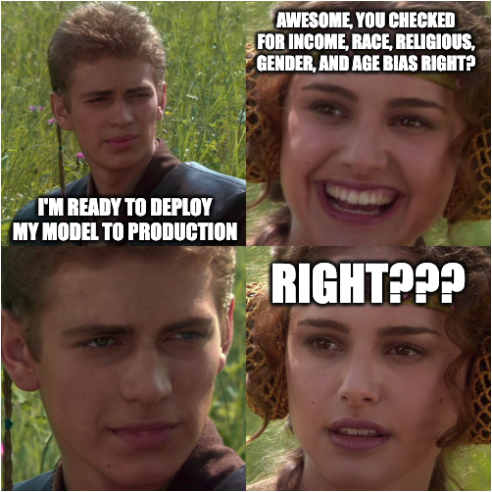 I'M READY TO DEPLOY
MY MODEL TO PRODUCTION
AWESOME, YOU CHECKED
FOR INCOME, RACE, RELIGIOUS,
GENDER, AND AGE BIAS RIGHT?
RIGHT???